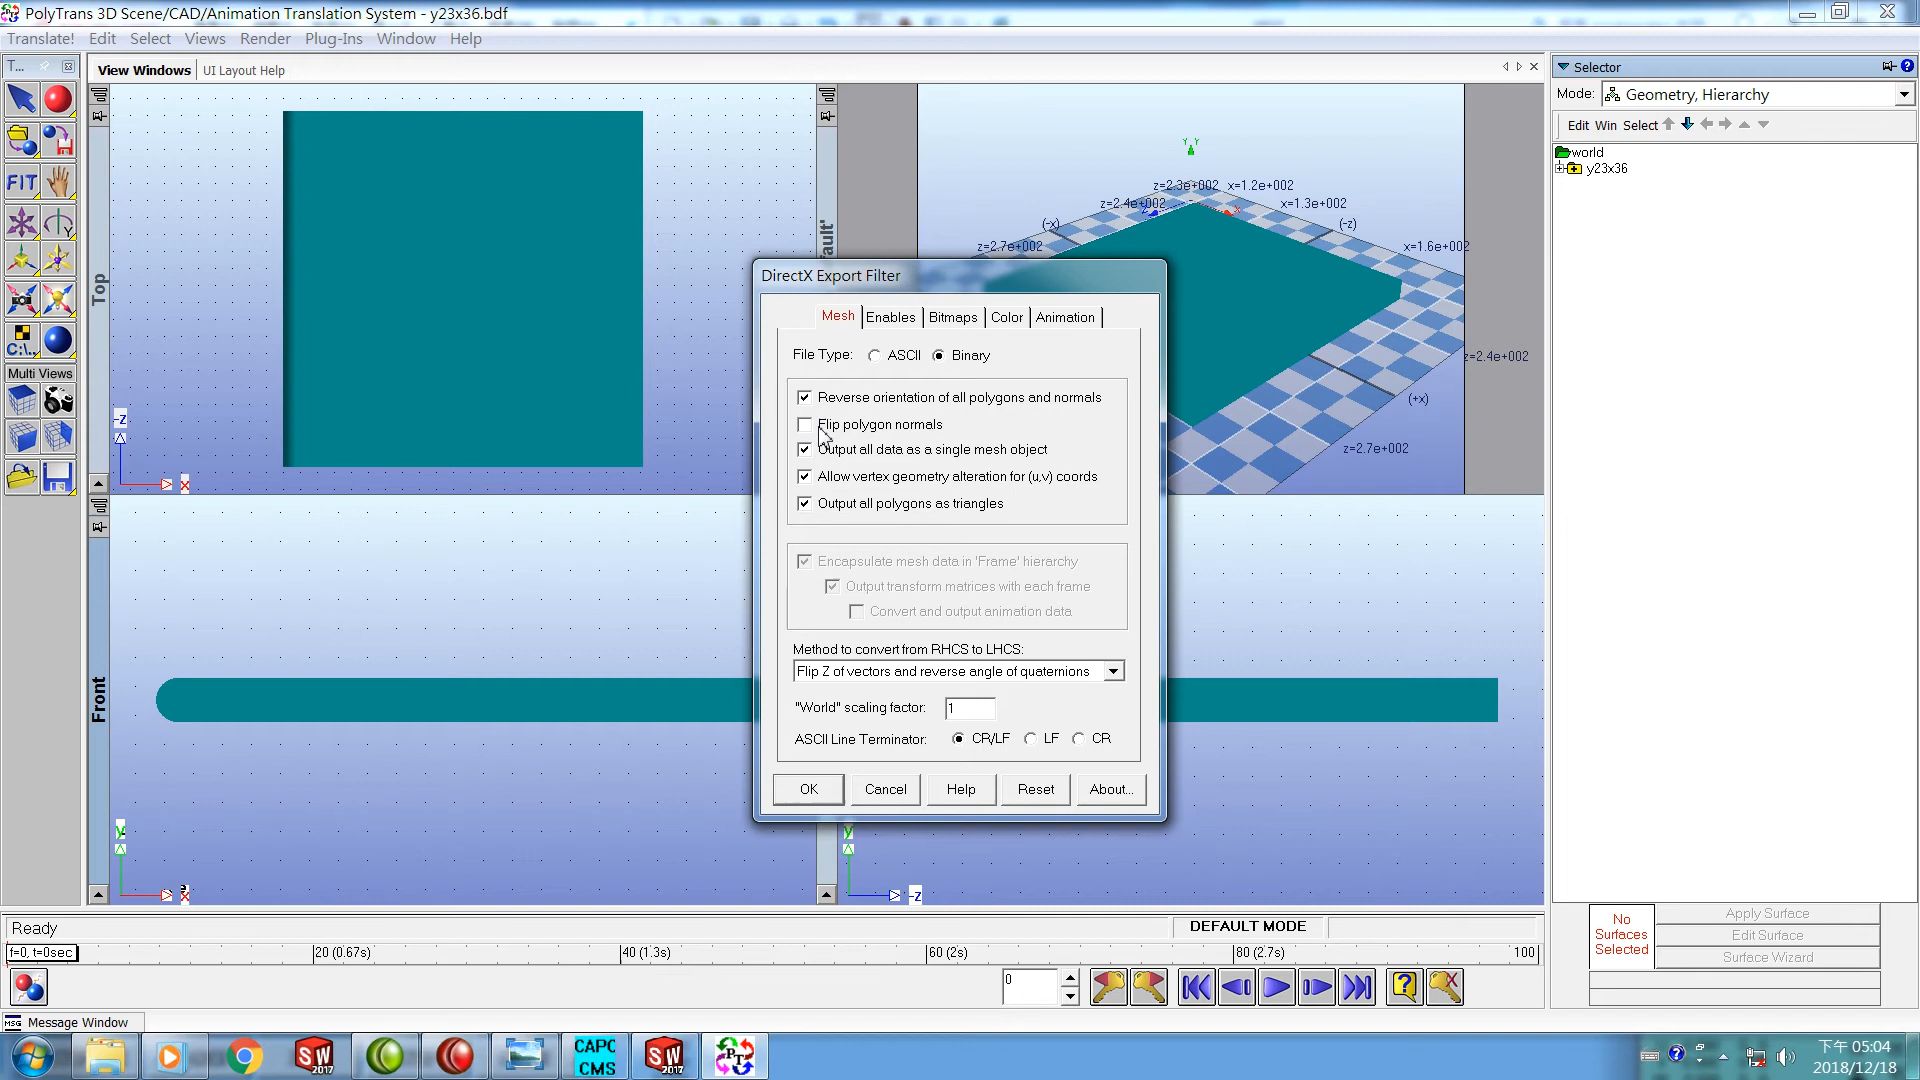 PolyTrans 3D Scene/CAD/Animation Translation System - y23x36.bdf
Translate! Edit Select Views Render Plug-Ins Window Help
T...
View Windows UI Layout Help
FIT
Y
C:\..
Multi Views
Top
-z
x
ault'
Y Y
z=2.3e+002 x=1.2e+002
z=2.4e+002 x=1.3e+002
(-x) (-z)
z=2.7e+002 x=1.6e+002
z=2.4e+002
(+x)
z=2.7e+002
Front
y
x
y
-z
DirectX Export Filter
Mesh Enables Bitmaps Color Animation
File Type: ASCII Binary
Reverse orientation of all polygons and normals
Flip polygon normals
Output all data as a single mesh object
Allow vertex geometry alteration for (u,v) coords
Output all polygons as triangles
Encapsulate mesh data in 'Frame' hierarchy
Output transform matrices with each frame
Convert and output animation data
Method to convert from RHCS to LHCS:
Flip Z of vectors and reverse angle of quaternions
"World" scaling factor: 1
ASCII Line Terminator: CR/LF LF CR
OK Cancel Help Reset About...
Selector
Mode: Geometry, Hierarchy
Edit Win Select
world
y23x36
No Surfaces Selected
Apply Surface
Edit Surface
Surface Wizard
Ready
DEFAULT MODE
f=0, t=0sec 20 (0.67s) 40 (1.3s) 60 (2s) 80 (2.7s) 100
0
MSG Message Window
SW 2017
CAPC CMS
SW 2017
PT
下午 05:04
2018/12/18